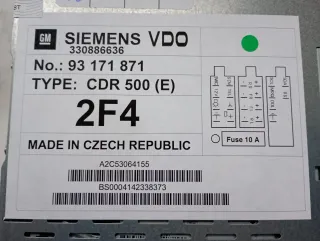 GM SIEMENS VDO
330886636
No.: 93 171 871
TYPE: CDR 500 (E)
2F4
Fuse 10 A
MADE IN CZECH REPUBLIC
A2C53064155
BS0004142338373